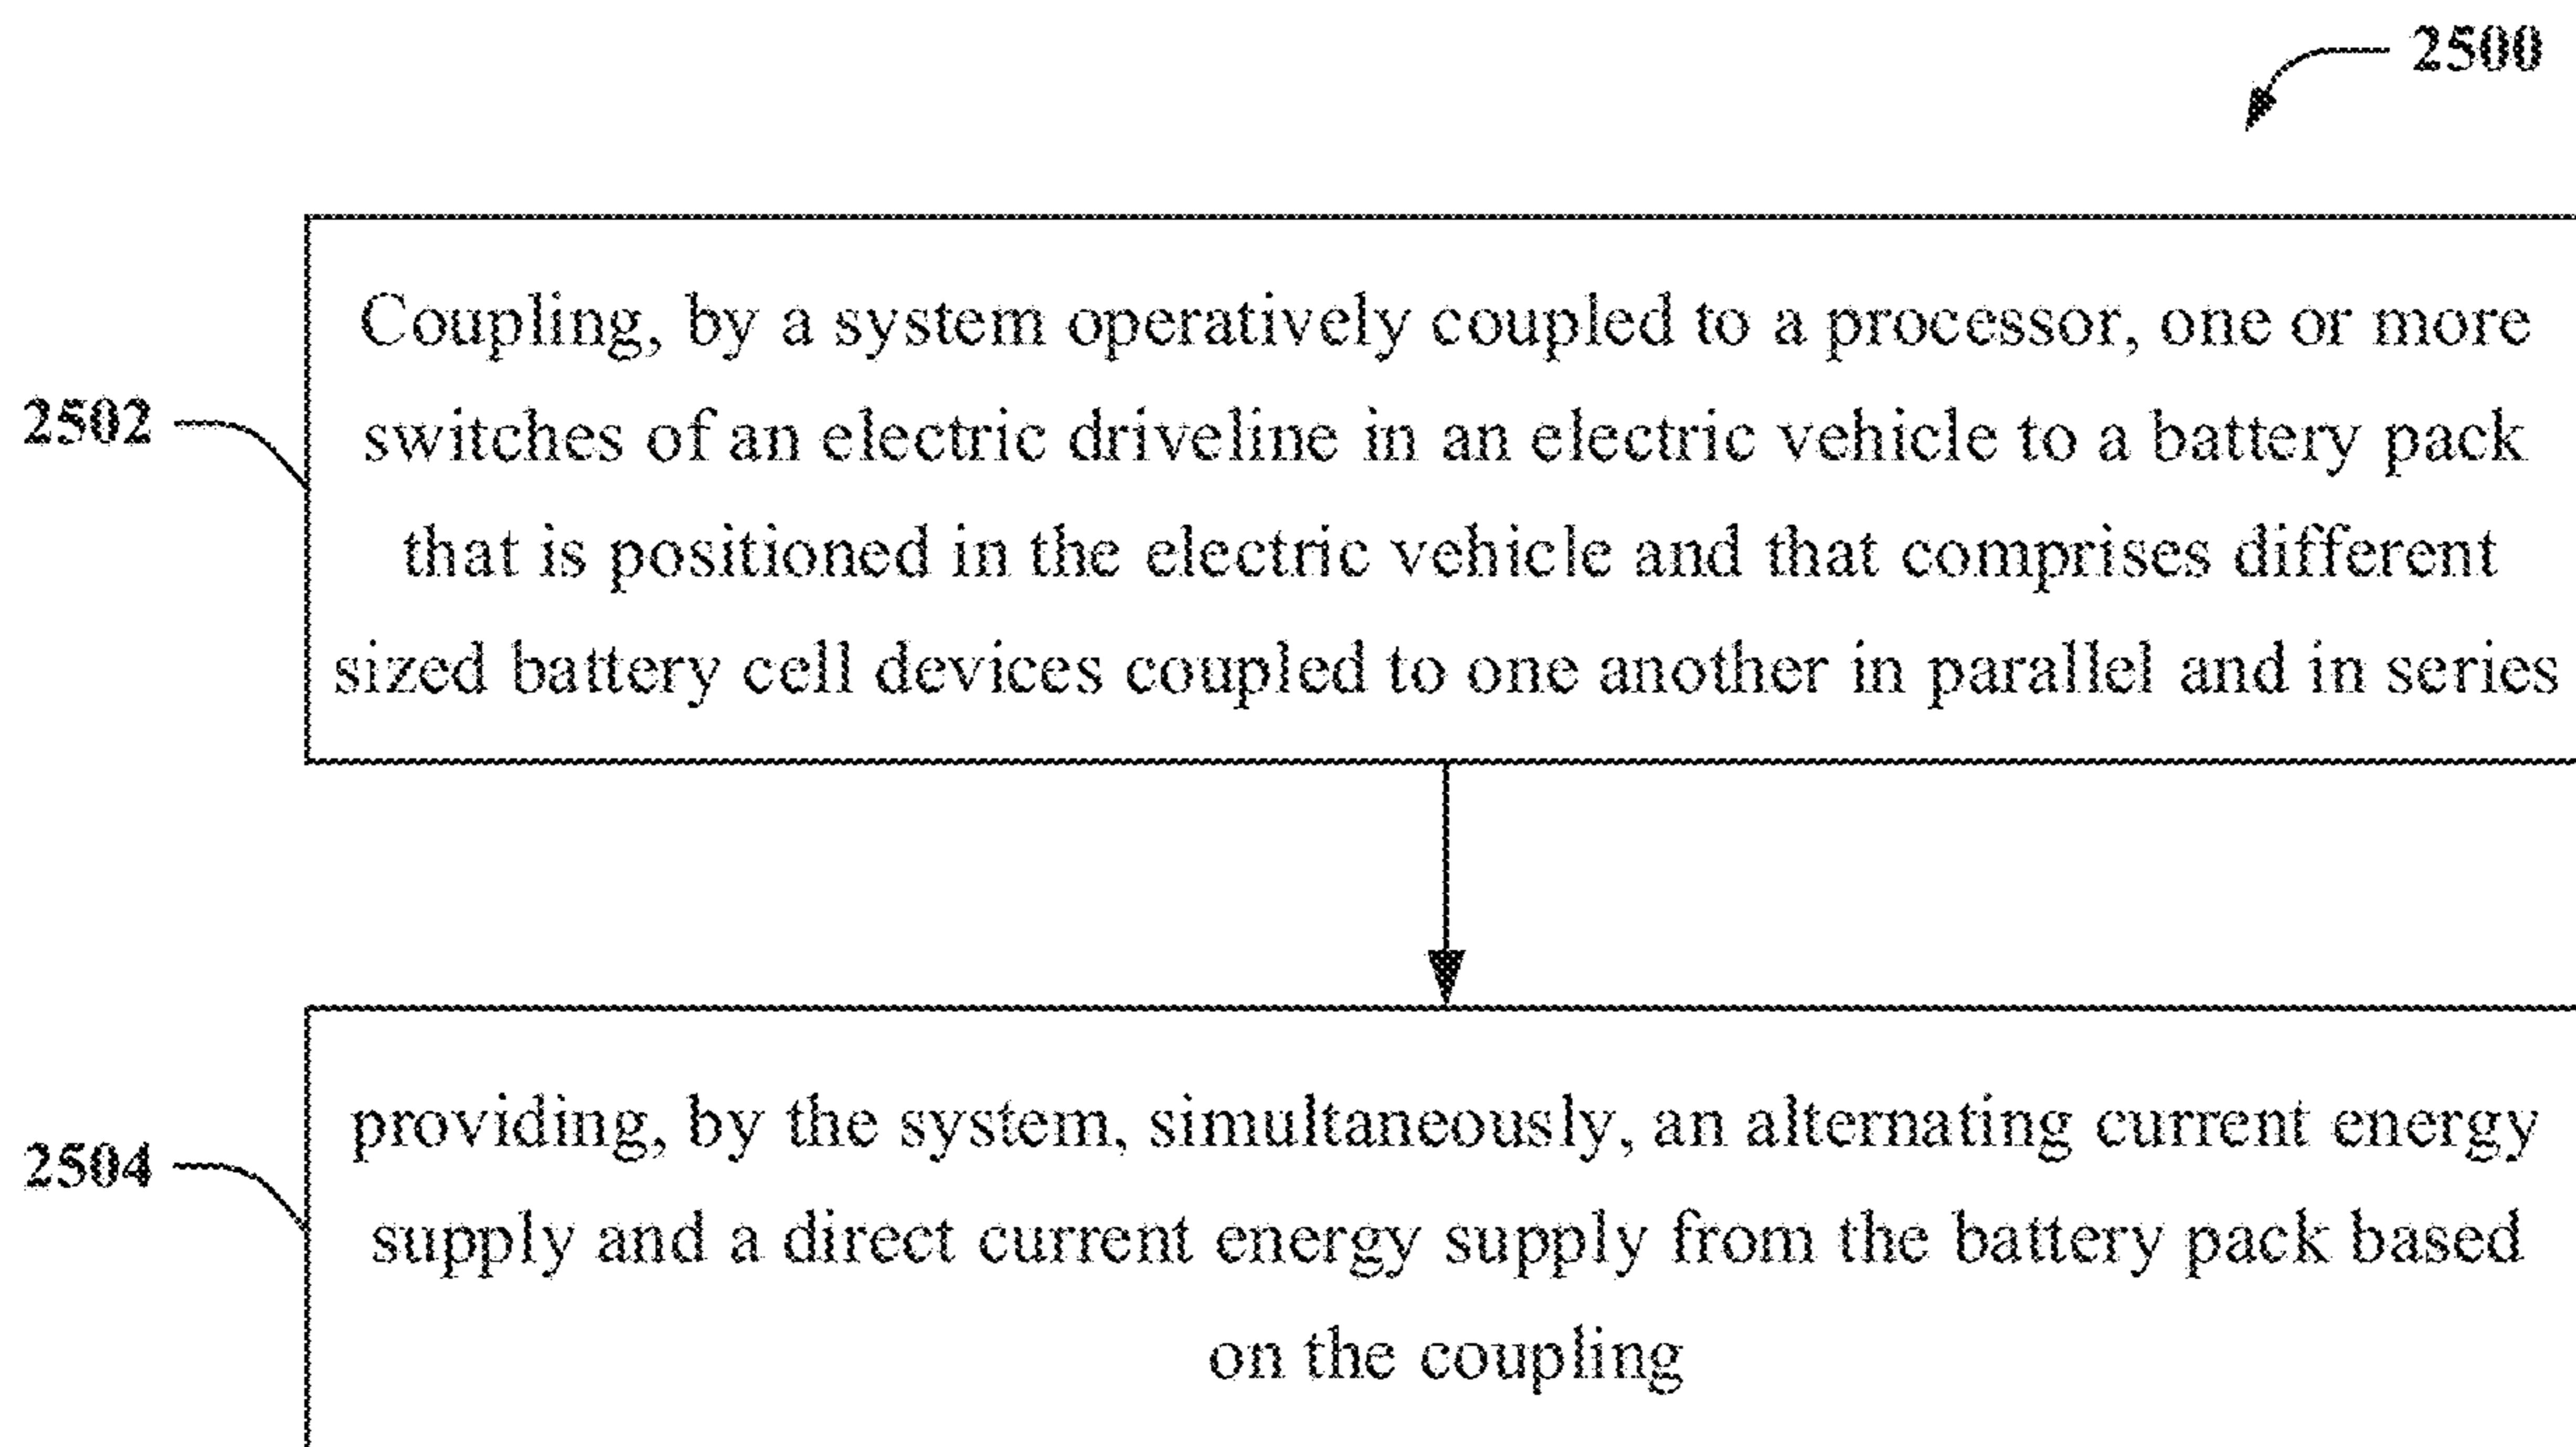 2500
Coupling, by a system operatively coupled to a processor, one or more
switches of an electric driveline in an electric vehicle to a battery pack
2502
that is positioned in the electric vehicle and that comprises different
sized battery cell devices coupled to one another in parallel and in series
providing, by the system, simultaneously, an alternating current energy
2504
supply and a direct current energy supply from the battery pack based
on the coupling